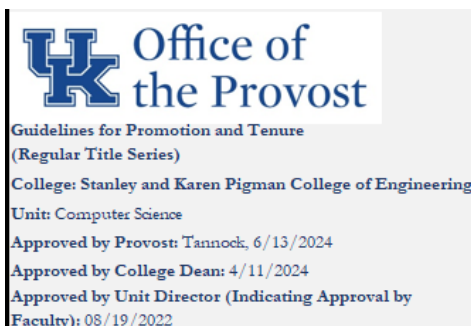 UK Office of
the Provost
Guidelines for Promotion and Tenure
(Regular Title Series)
College: Stanley and Karen Pigman College of Engineering
Unit: Computer Science
Approved by Provost: Tannock, 6/13/2024
Approved by College Dean: 4/11/2024
Approved by Unit Director (Indicating Approval by
Faculty): 08/19/2022